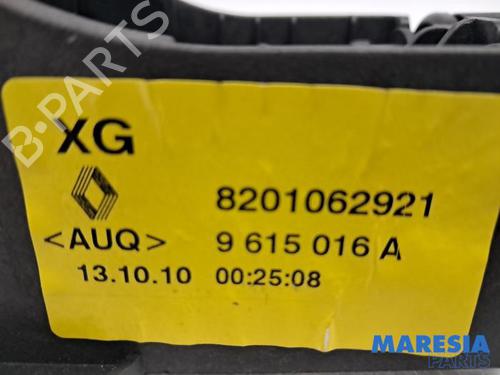 B-PARTS
XG
8201062921
<AUQ> 9 615 016 A
13.10.10 00:25:08
MARESIA
PARTS